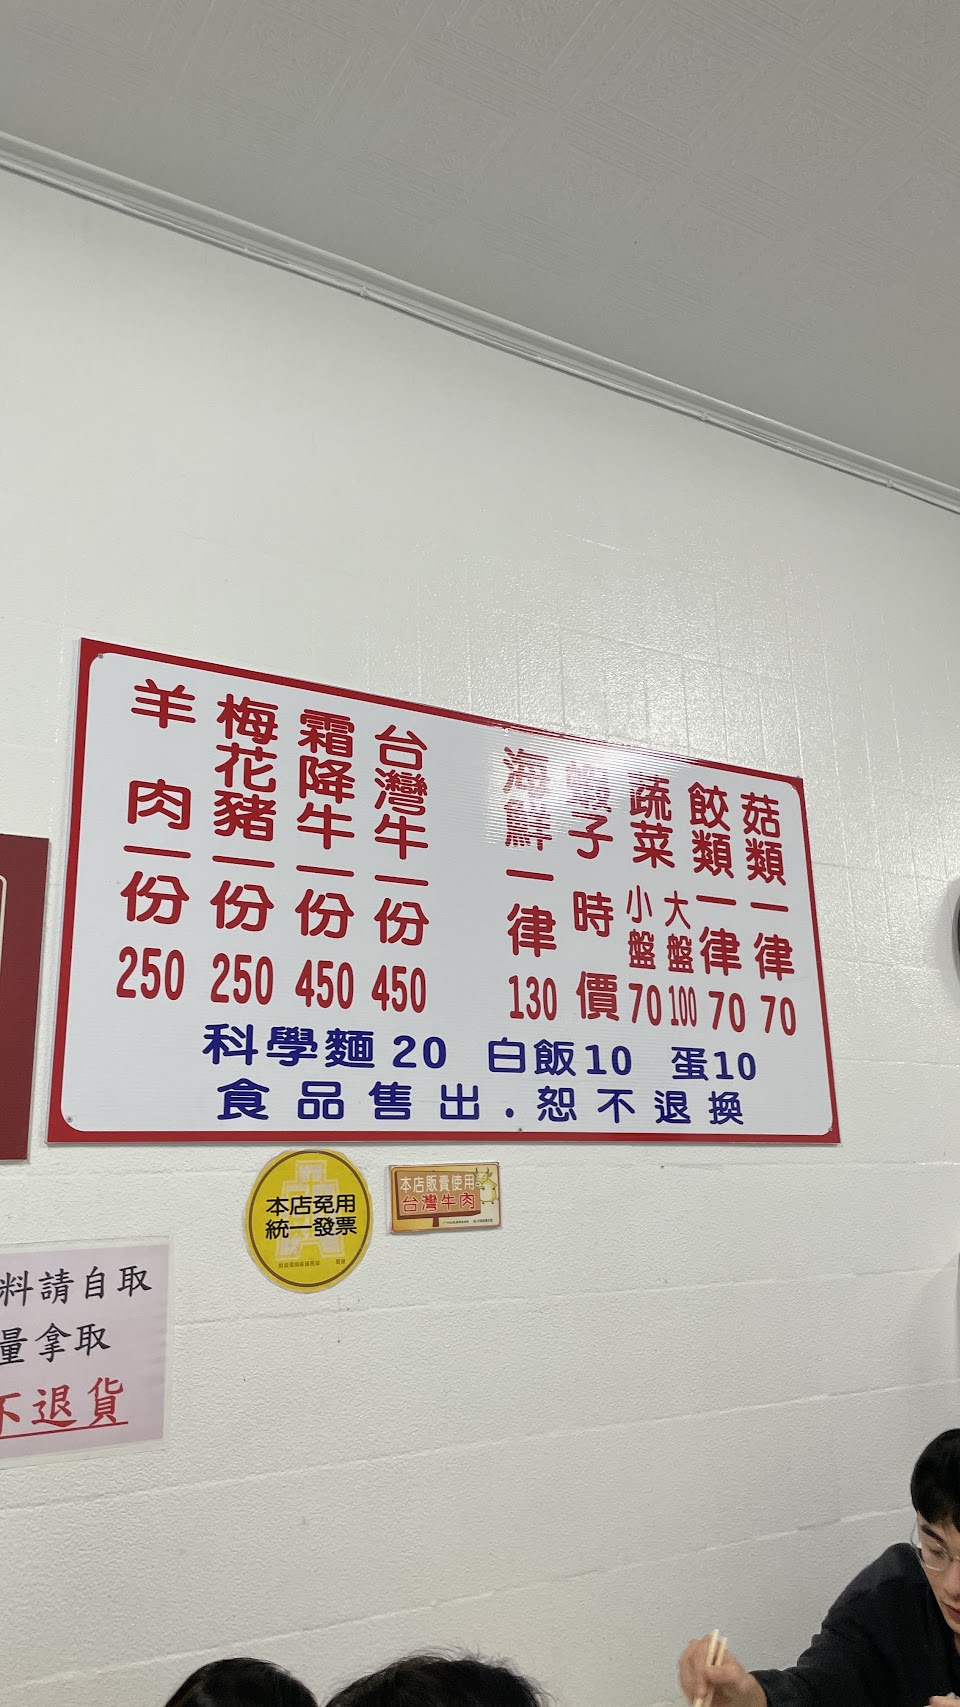 菇類一律70
餃類一律70
蔬菜
大盤100
小盤70
子時價
海鮮一律130
台灣牛一份450
霜降牛一份450
梅花豬一份250
羊肉一份250
科學麵20 白飯10 蛋10
食品售出.恕不退換
本店免用
統一發票
本店販賣使用
台灣牛肉
料請自取
量拿取
不退貨